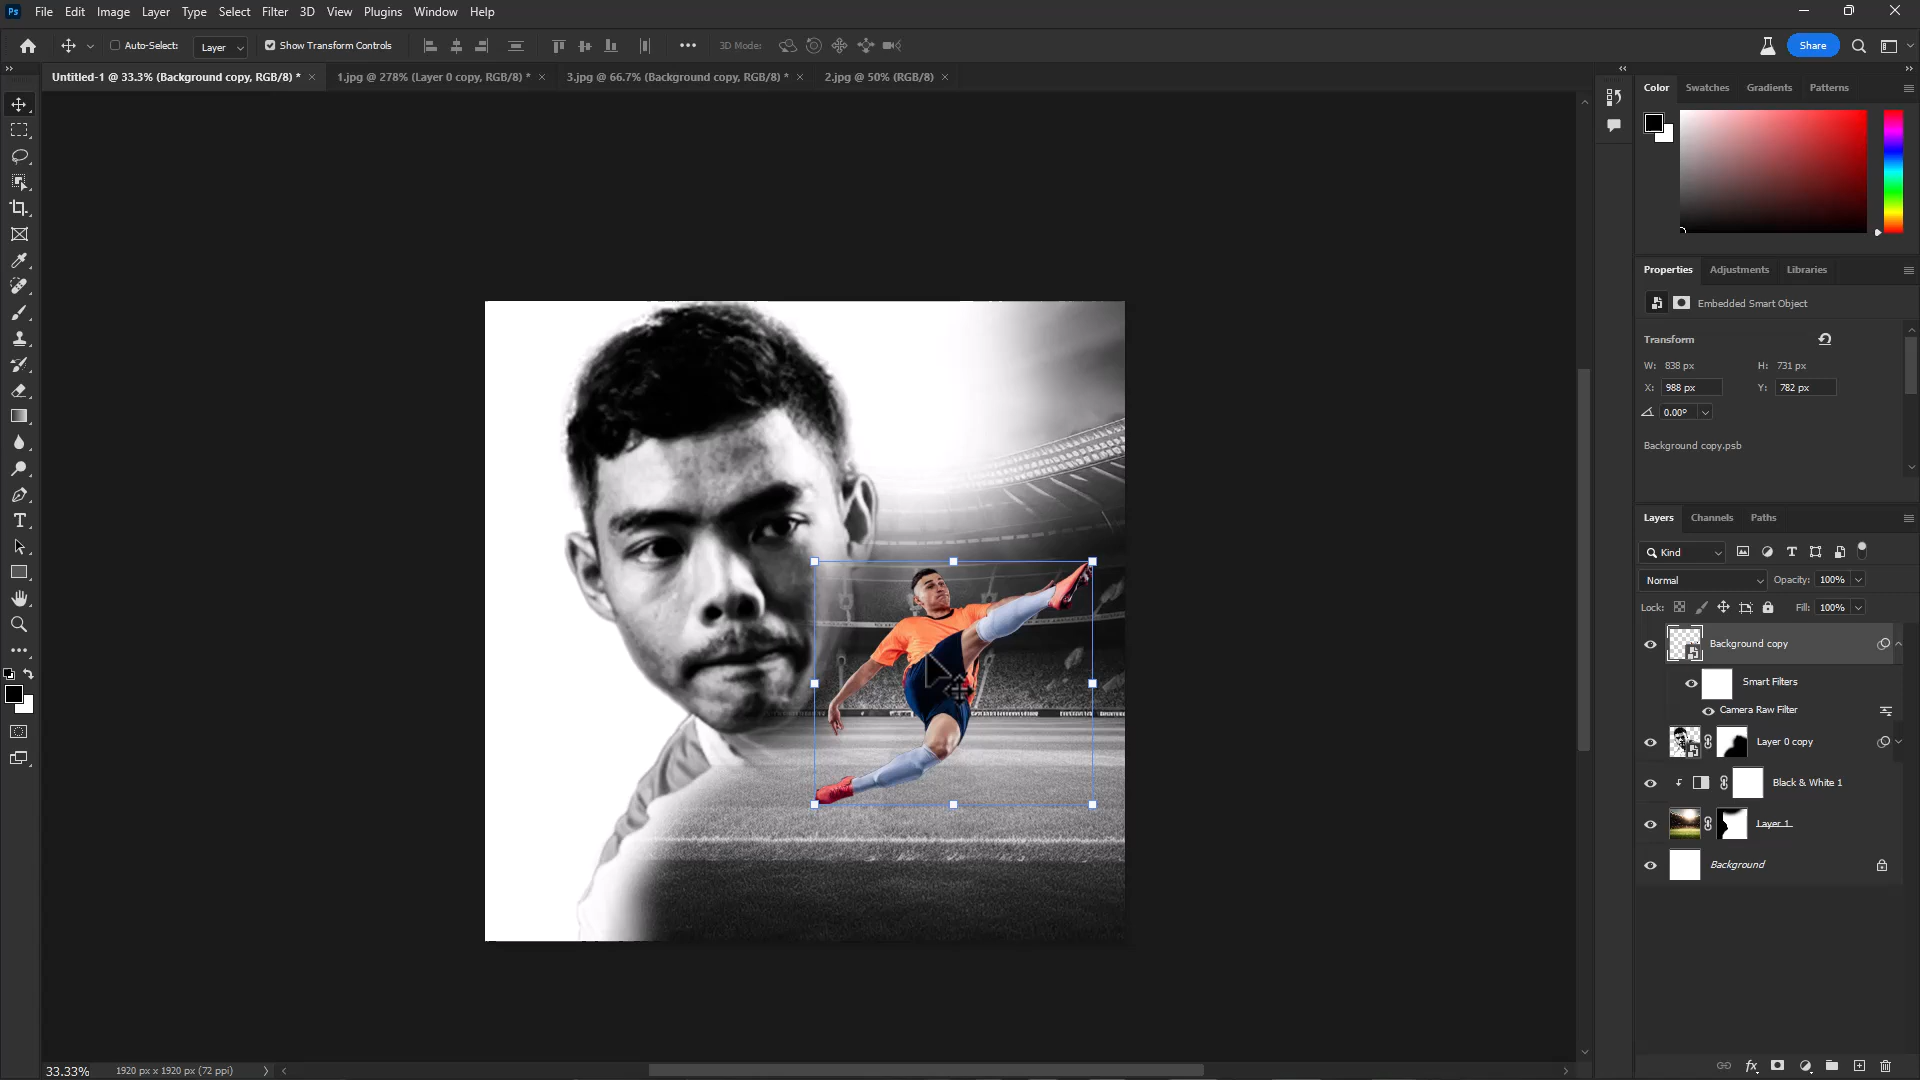 Ps File Edit Image Layer Type Select Filter 3D View Plugins Window Help
Auto-Select: Layer Show Transform Controls 3D Mode: Share
Untitled-1 @ 33.3% (Background copy, RGB/8) * 1.jpg @ 278% (Layer 0 copy, RGB/8) * 3.jpg @ 66.7% (Background copy, RGB/8) * 2.jpg @ 50% (RGB/8)
Color Swatches Gradients Patterns
Properties Adjustments Libraries
Embedded Smart Object
Transform
W: 838 px H: 731 px
X: 988 px Y: 782 px
0.00°
Background copy.psb
Layers Channels Paths
Kind
Normal Opacity: 100%
Lock: Fill: 100%
Background copy
Smart Filters
Camera Raw Filter
Layer 0 copy
Black & White 1
Layer 1
Background
33.33% 1920 px x 1920 px (72 ppi)